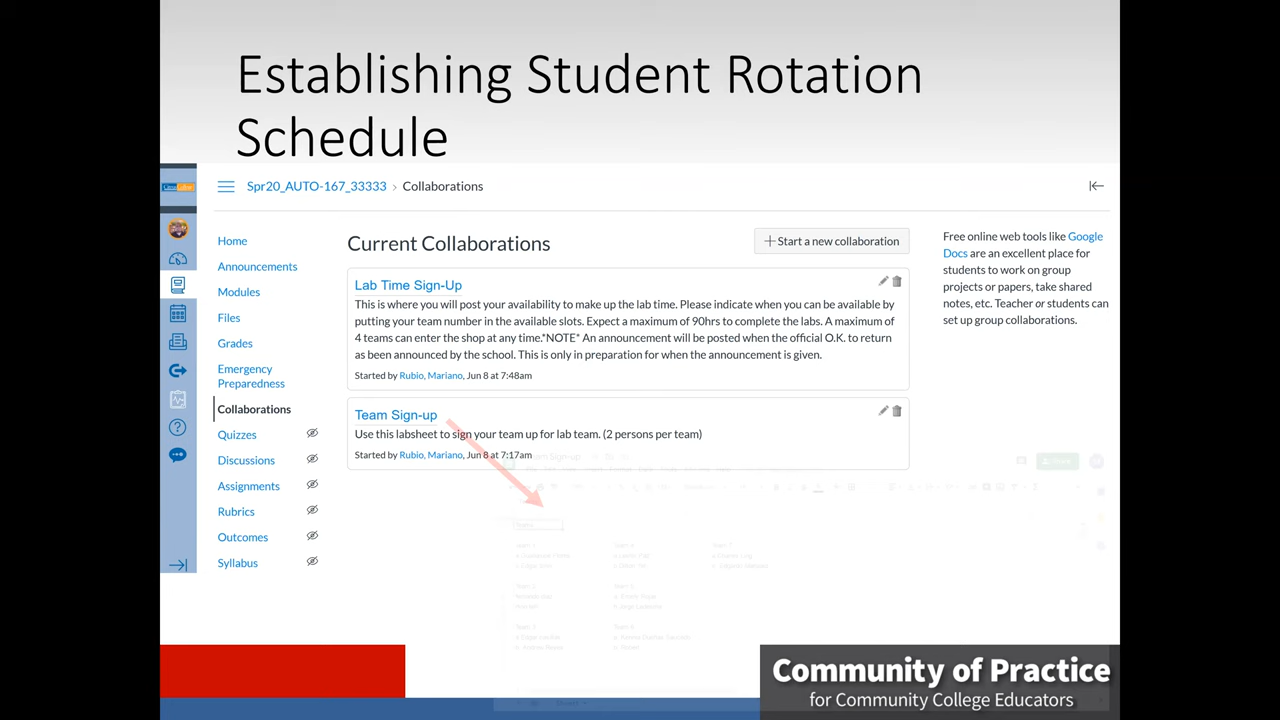 Establishing Student Rotation
Schedule
Spr20_AUTO-167_33333 › Collaborations
Home
Announcements
Modules
Files
Grades
Emergency
Preparedness
Collaborations
Quizzes
Discussions
Assignments
Rubrics
Outcomes
Syllabus
Current Collaborations
+ Start a new collaboration
Lab Time Sign-Up
This is where you will post your availability to make up the lab time. Please indicate when you can be available by
putting your team number in the available slots. Expect a maximum of 90hrs to complete the labs. A maximum of
4 teams can enter the shop at any time.*NOTE* An announcement will be posted when the official O.K. to return
as been announced by the school. This is only in preparation for when the announcement is given.
Started by Rubio, Mariano, Jun 8 at 7:48am
Team Sign-up
Use this labsheet to sign your team up for lab team. (2 persons per team)
Started by Rubio, Mariano, Jun 8 at 7:17am
Free online web tools like Google
Docs are an excellent place for
students to work on group
projects or papers, take shared
notes, etc. Teacher or students can
set up group collaborations.
Community of Practice
for Community College Educators